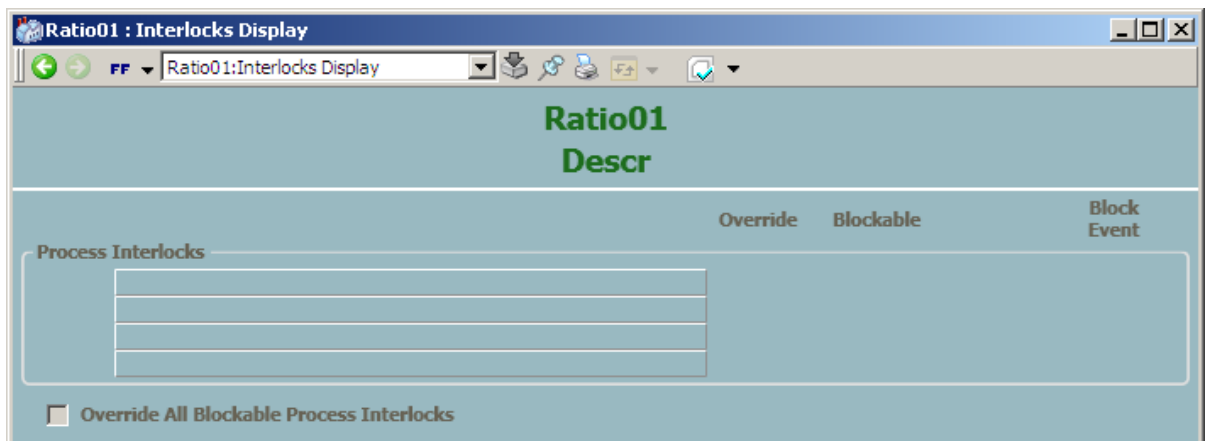 Ratio01 : Interlocks Display
FF Ratio01:Interlocks Display
Ratio01
Descr
Override Blockable Block Event
Process Interlocks
Override All Blockable Process Interlocks